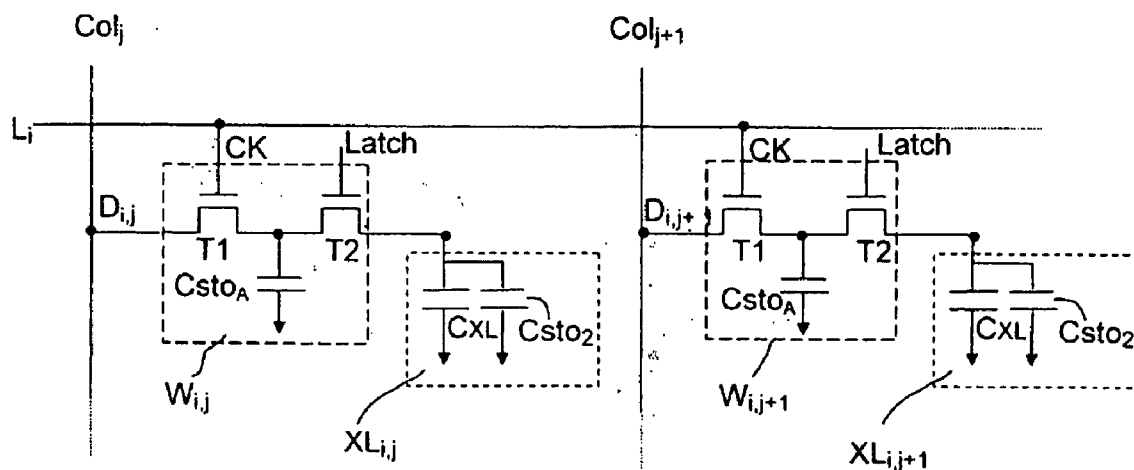 Colj Colj+1
Li
CK Latch CK Latch
Di,j Di,j+
T1 T2 T1 T2
CstoA CstoA
CXL Csto2 CXL Csto2
Wi,j Wi,j+1
XLi,j XLi,j+1